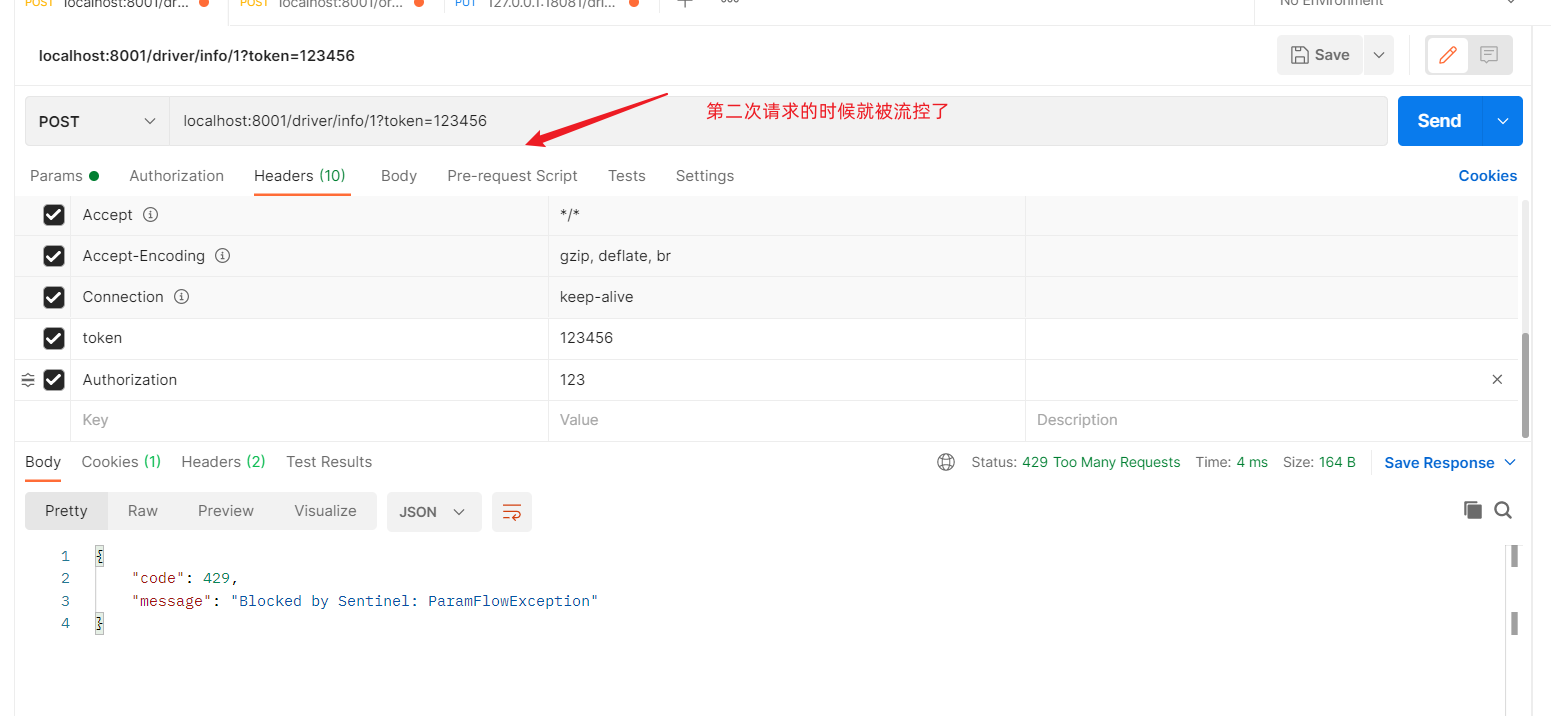 POST localhost:8001/dr... POST localhost:8001/or... PUT 127.0.0.1:18081/dri... No Environment
localhost:8001/driver/info/1?token=123456 Save
第二次请求的时候就被流控了
POST localhost:8001/driver/info/1?token=123456 Send
Params Authorization Headers (10) Body Pre-request Script Tests Settings Cookies
Accept */*
Accept-Encoding gzip, deflate, br
Connection keep-alive
token 123456
Authorization 123
Key Value Description
Body Cookies (1) Headers (2) Test Results Status: 429 Too Many Requests Time: 4 ms Size: 164 B Save Response
Pretty Raw Preview Visualize JSON
1 {
2 "code": 429,
3 "message": "Blocked by Sentinel: ParamFlowException"
4 }